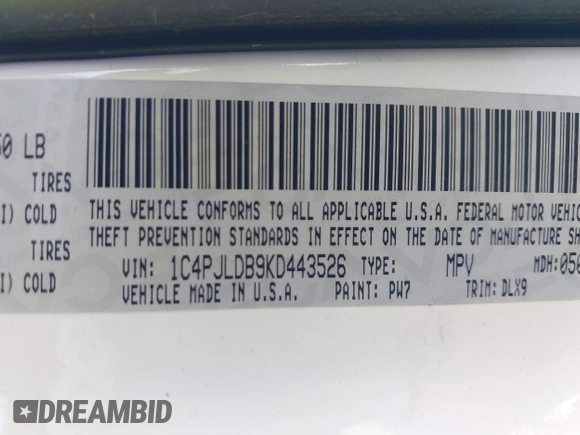 50 LB
TIRES
I) COLD
TIRES
I) COLD
THIS VEHICLE CONFORMS TO ALL APPLICABLE U.S.A. FEDERAL MOTOR VEHIC
THEFT PREVENTION STANDARDS IN EFFECT ON THE DATE OF MANUFACTURE SH
VIN: 1C4PJLDB9KD443526 TYPE: MPV MDH:050
VEHICLE MADE IN U.S.A. PAINT: PW7 TRIM: DLX9
DREAMBID